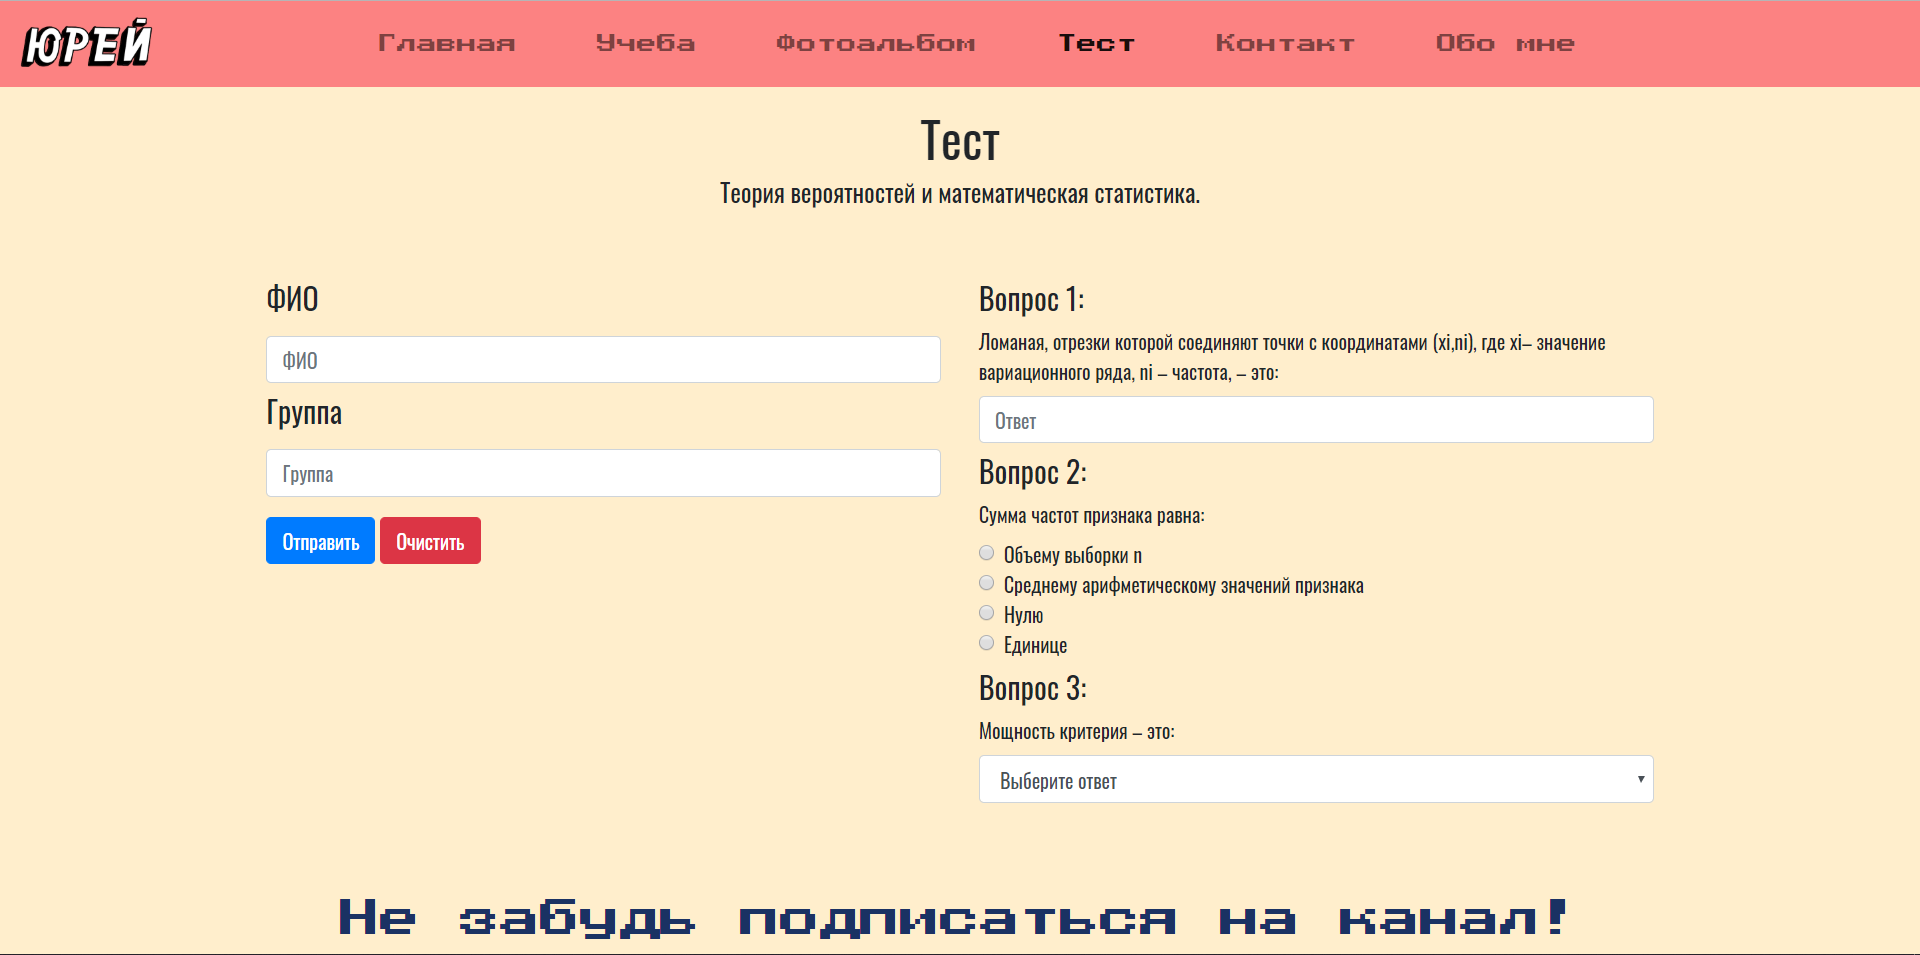 ЮРЕЙ
Главная Учеба Фотоальбом Тест Контакт Обо мне
Тест
Теория вероятностей и математическая статистика.
ФИО
ФИО
Группа
Группа
Отправить Очистить
Вопрос 1:
Ломаная, отрезки которой соединяют точки с координатами (xi,ni), где xi– значение
вариационного ряда, ni – частота, – это:
Ответ
Вопрос 2:
Сумма частот признака равна:
Объему выборки n
Среднему арифметическому значений признака
Нулю
Единице
Вопрос 3:
Мощность критерия – это:
Выберите ответ
Не забудь подписаться на канал!